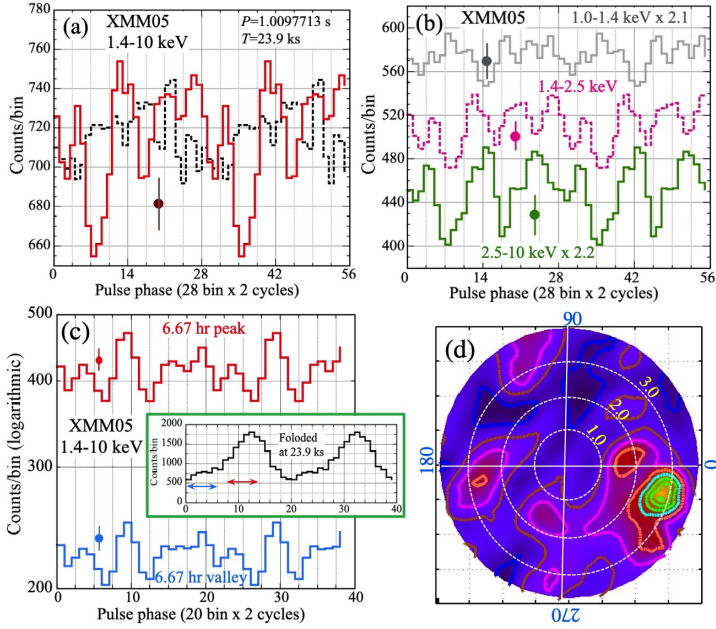 (a)
XMM05
1.4-10 keV
P=1.0097713 s
T=23.9 ks
780
760
740
720
700
680
660
Counts/bin
0
14
28
42
56
Pulse phase (28 bin x 2 cycles)
(b)
XMM05
1.0-1.4 keV x 2.1
1.4-2.5 keV
2.5-10 keV x 2.2
600
560
520
480
440
400
Counts/bin
0
14
28
42
56
Pulse phase (28 bin x 2 cycles)
(c)
6.67 hr peak
XMM05
1.4-10 keV
6.67 hr valley
500
400
300
200
Counts/bin (logarithmic)
0
10
20
30
40
Pulse phase (20 bin x 2 cycles)
Foloded
at 23.9 ks
2000
1500
1000
500
0
Counts/bin
0
10
20
30
40
(d)
90
180
0
270
1.0
2.0
3.0